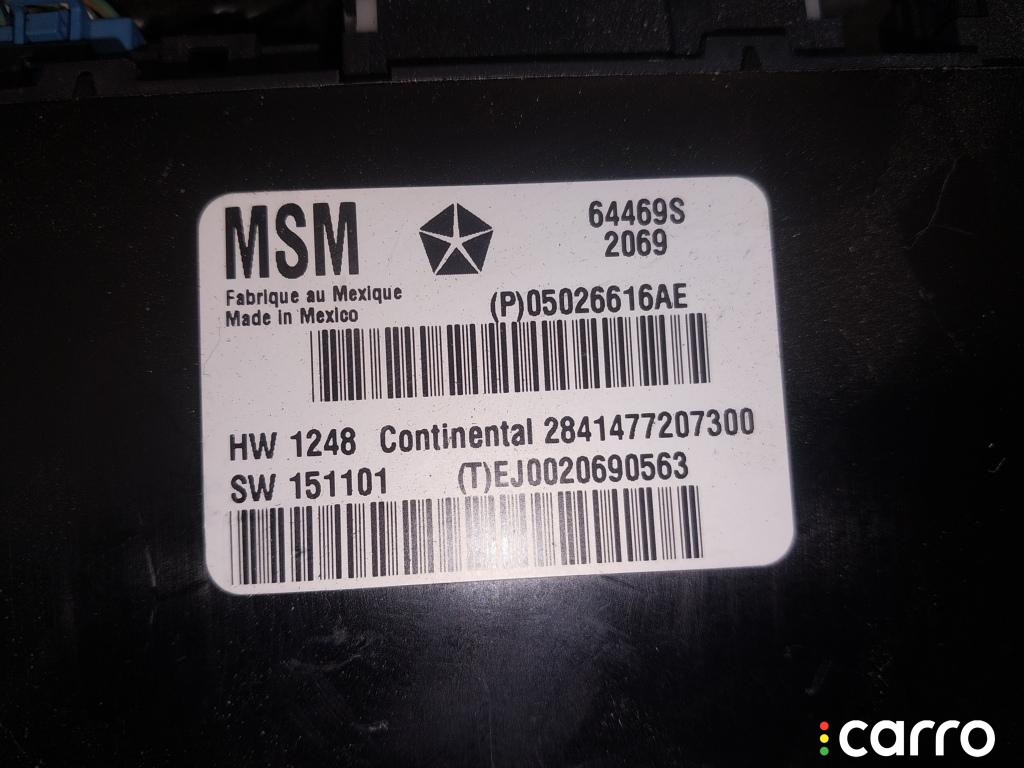 MSM
64469S
2069
Fabrique au Mexique
Made in Mexico
(P)05026616AE
HW 1248 Continental 2841477207300
SW 151101 (T)EJ0020690563
carro